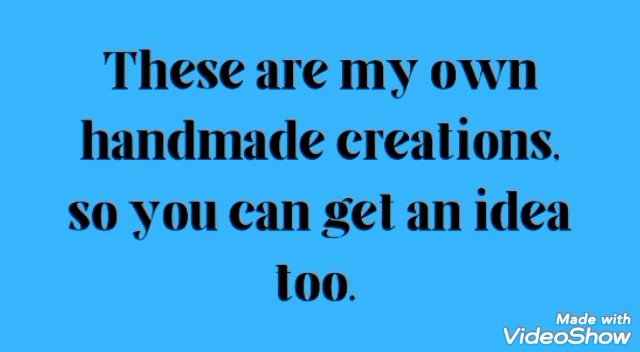 These are my own
handmade creations,
so you can get an idea
too.
Made with
VideoShow